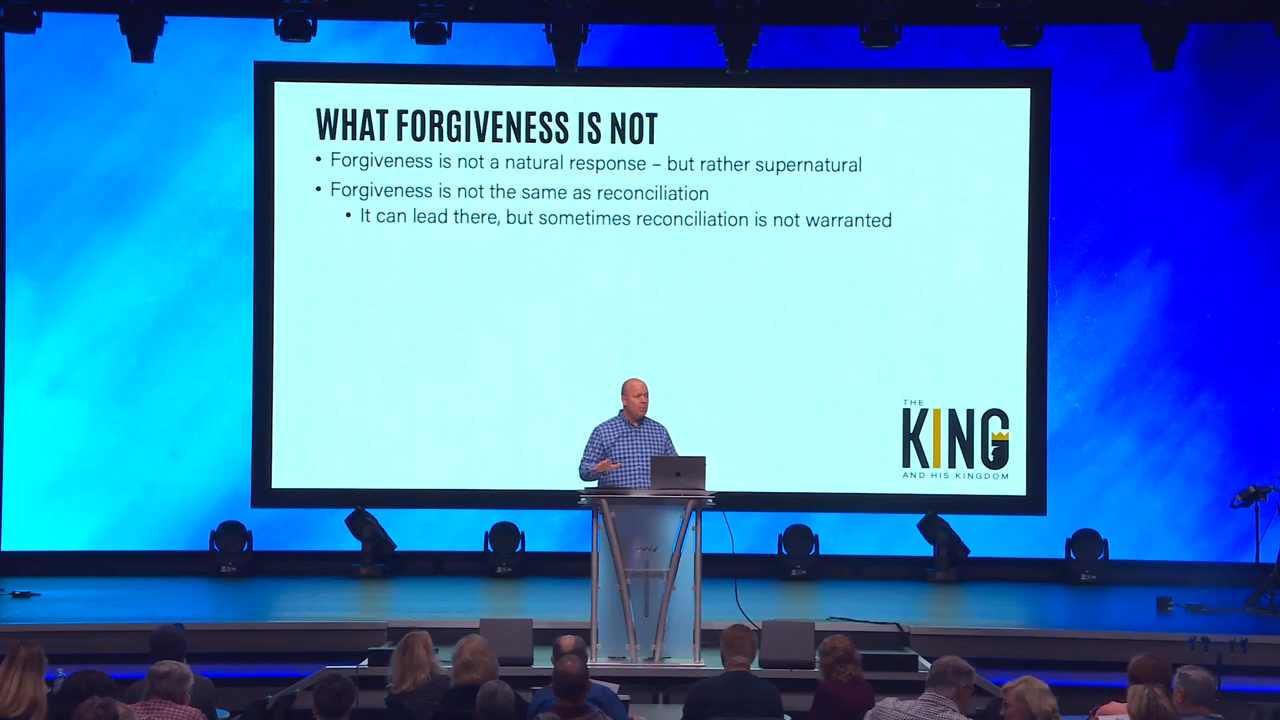 WHAT FORGIVENESS IS NOT
• Forgiveness is not a natural response – but rather supernatural
• Forgiveness is not the same as reconciliation
• It can lead there, but sometimes reconciliation is not warranted
THE
KING
AND HIS KINGDOM